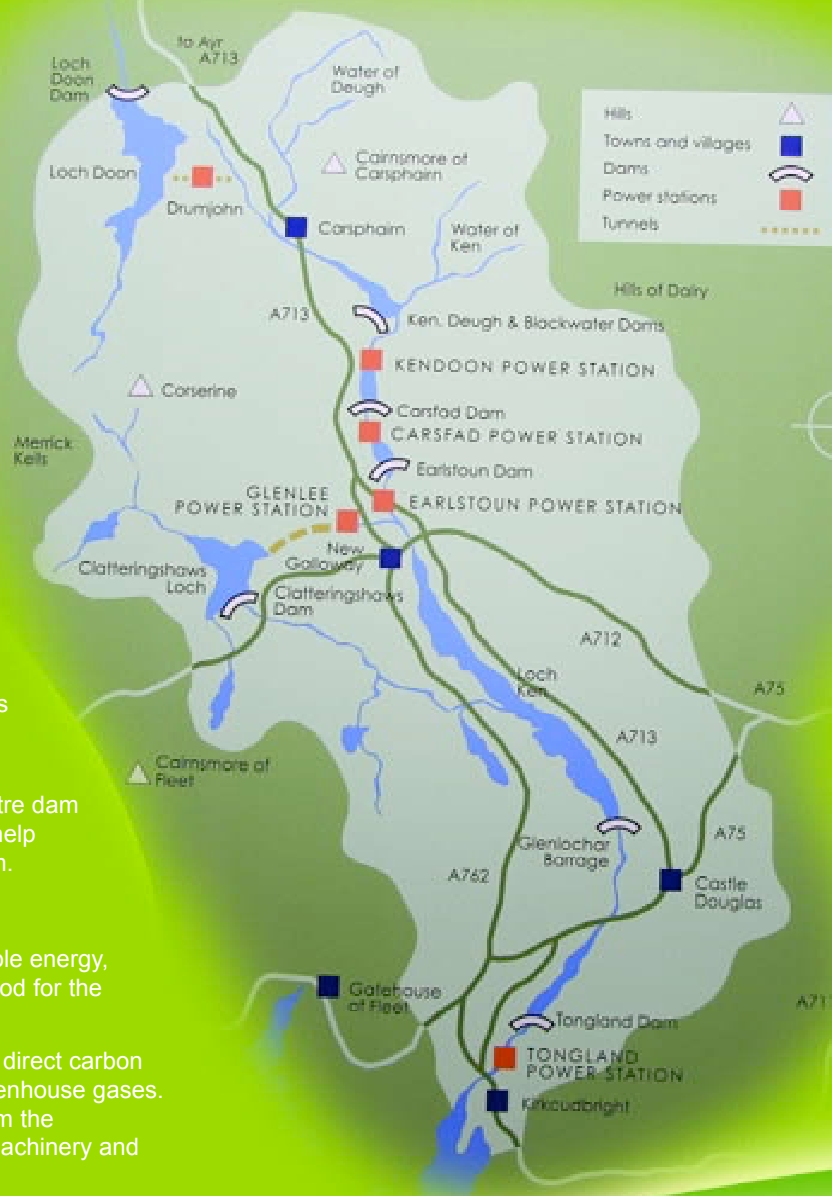 to Ayr
A713
Loch
Doon
Dam
Water of
Deugh
Hills
Towns and villages
Dams
Power stations
Tunnels
Loch Doon
Cairnsmore of
Carsphairn
Drumjohn
Carsphairn
Water of
Ken
Hills of Dalry
A713
Ken, Deugh & Blackwater Dams
KENDOON POWER STATION
Corserine
Carsfad Dam
CARSFAD POWER STATION
Merrick
Kells
Earlstoun Dam
GLENLEE
POWER STATION
EARLSTOUN POWER STATION
New
Galloway
Clatteringshaws
Loch
Clatteringshaws
Dam
A712
Loch
Ken
A75
A713
s
Cairnsmore of
Fleet
tre dam
help
n.
Glenlochar
Barrage
A75
A762
Castle
Douglas
ble energy,
od for the
Gatehouse
of Fleet
A71
Tongland Dam
direct carbon
enhouse gases.
m the
achinery and
TONGLAND
POWER STATION
Kirkcudbright